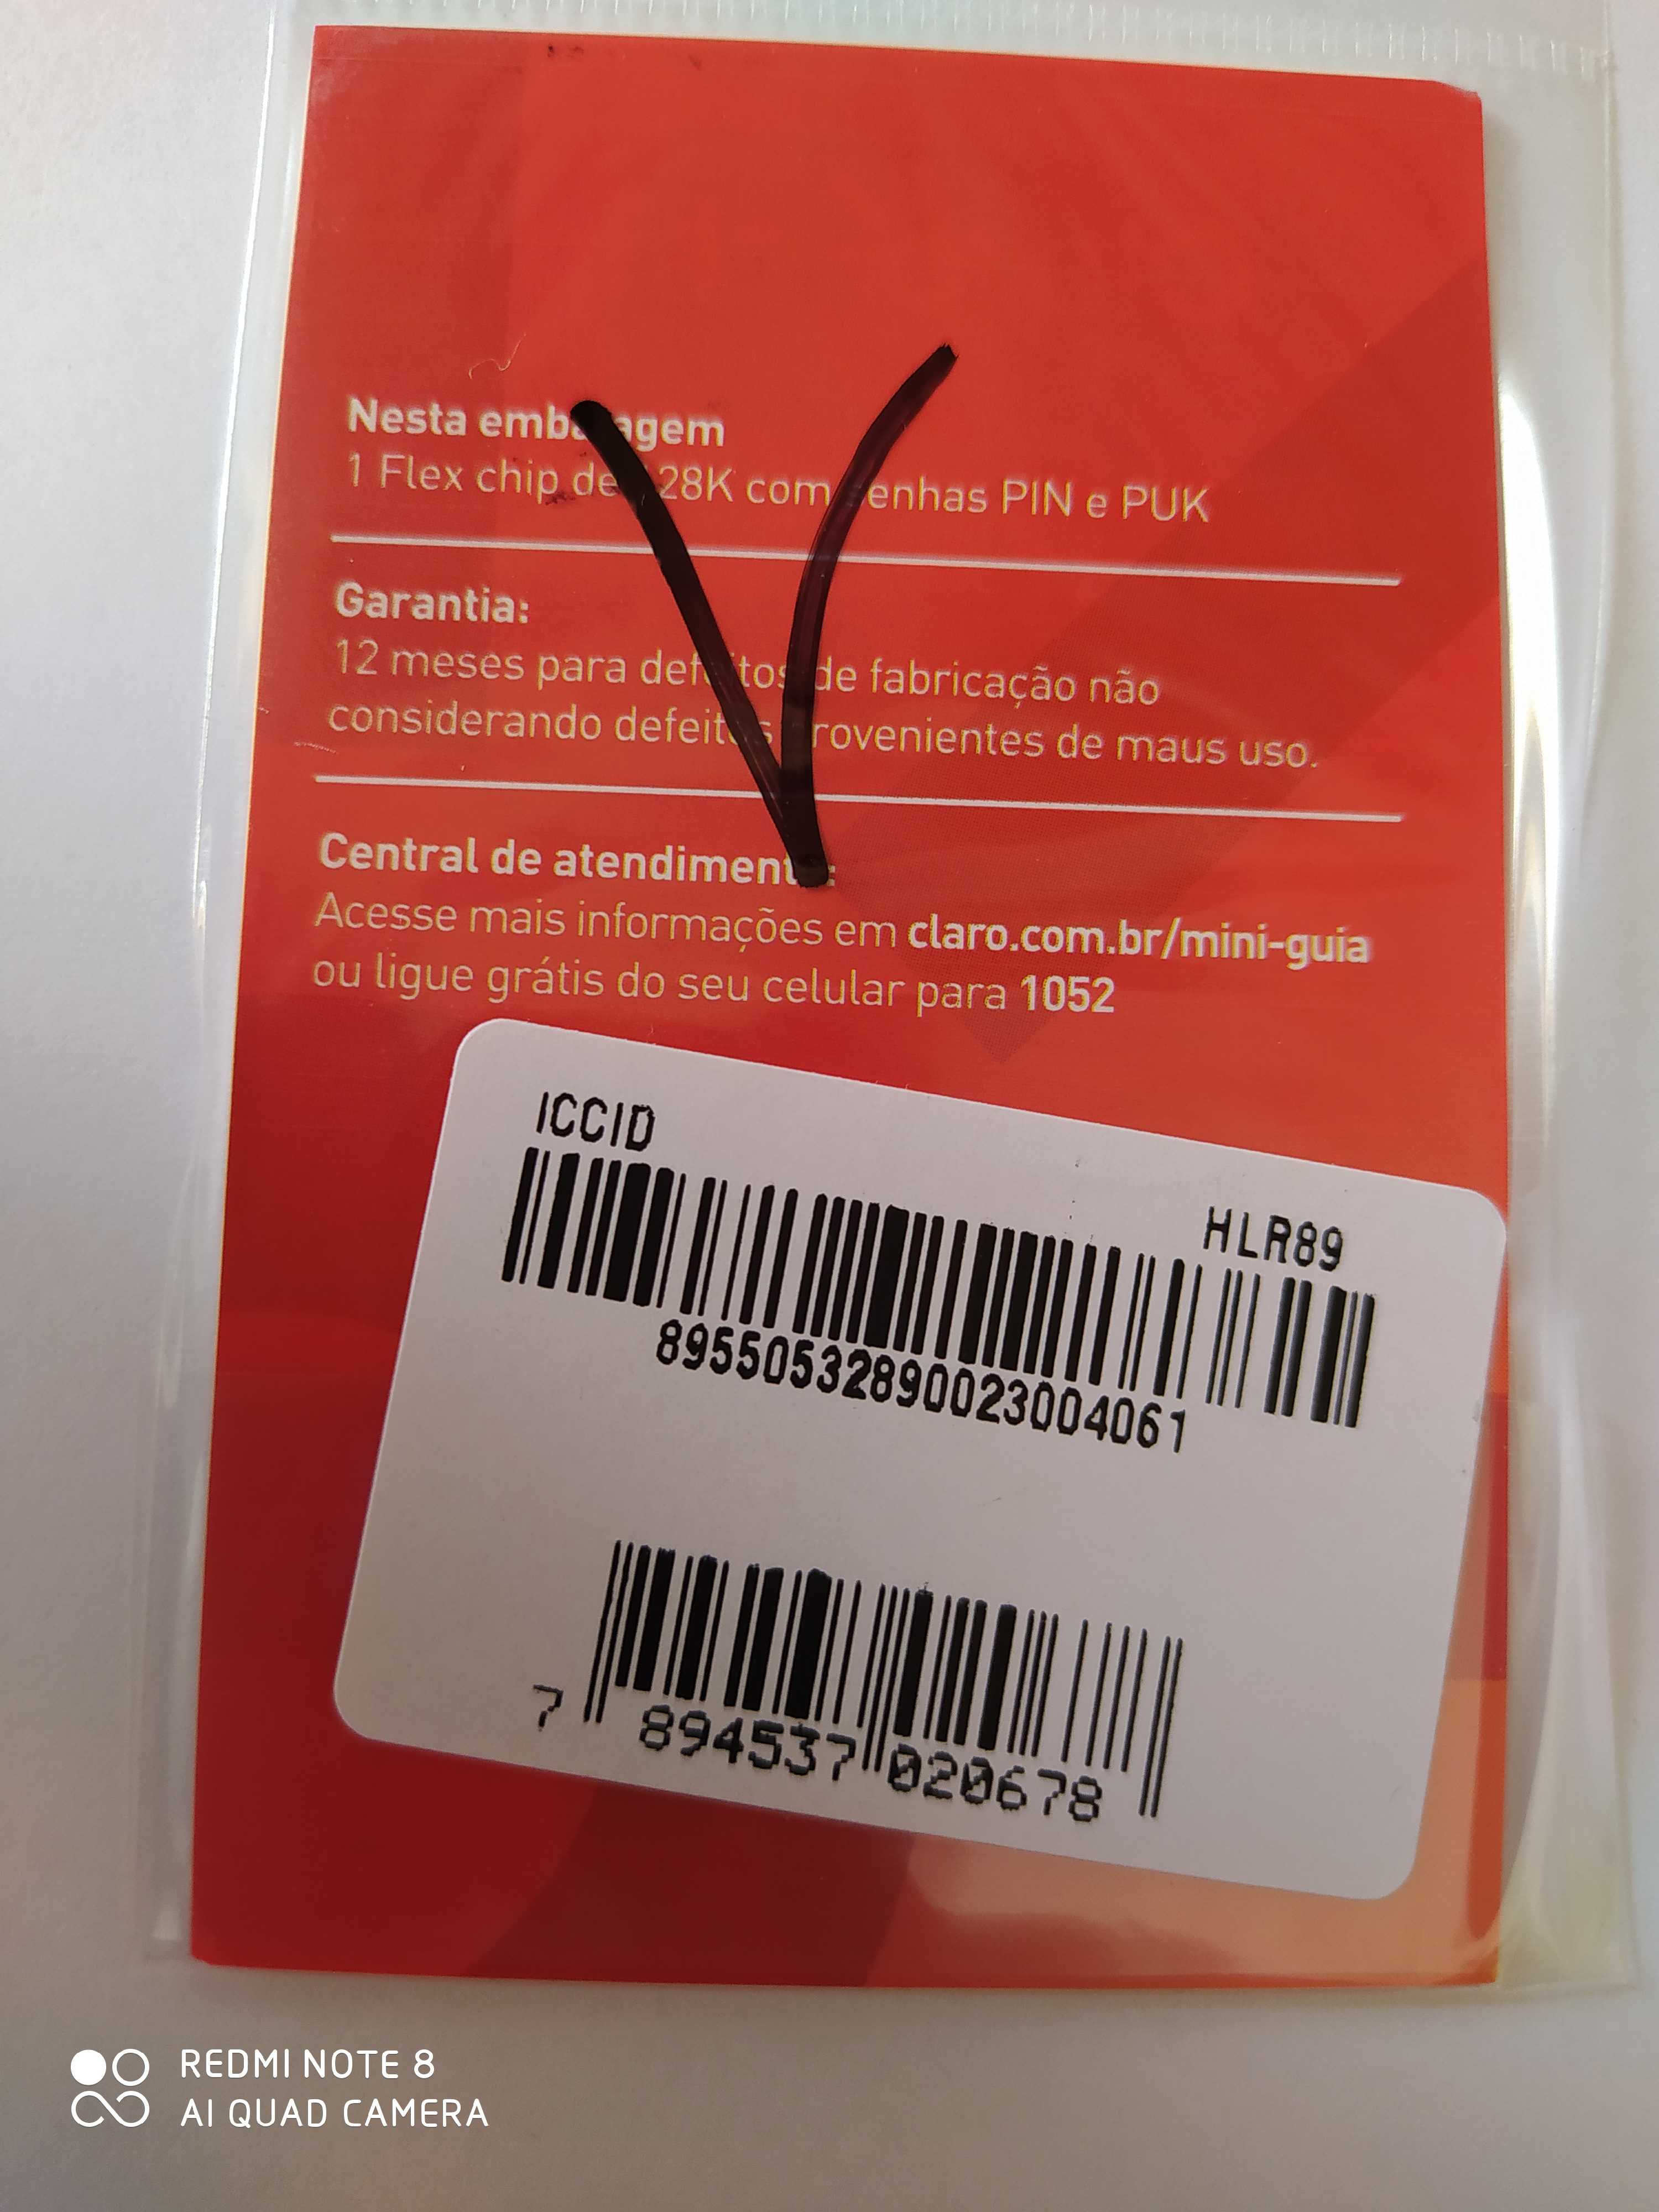 Nesta embalagem
1 Flex chip de 128K com senhas PIN e PUK
Garantia:
12 meses para defeitos de fabricação não
considerando defeitos provenientes de maus uso.
Central de atendimento:
Acesse mais informações em claro.com.br/mini-guia
ou ligue grátis do seu celular para 1052
ICCID
HLR89
89550532890023004061
7 894537 020678
REDMI NOTE 8
AI QUAD CAMERA